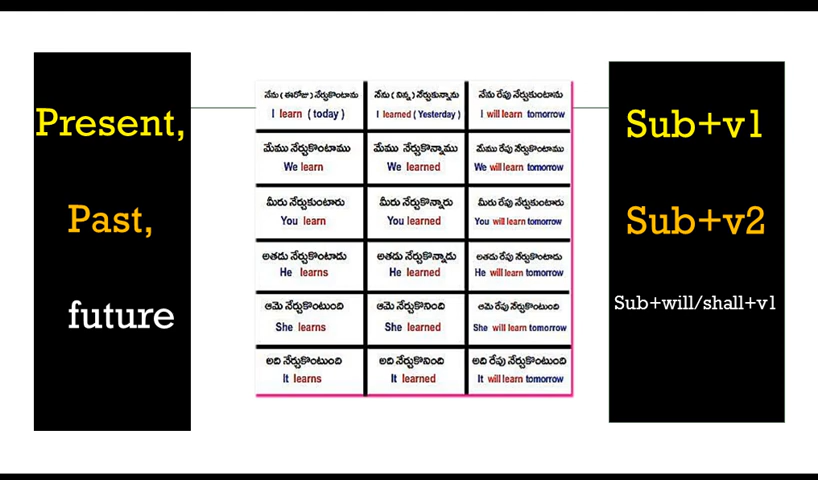 Present,
Past,
future
నేను ( ఈరోజు ) నేర్చుకొంటాను
I learn ( today )
నేను ( నిన్న ) నేర్చుకున్నాను
I learned ( Yesterday )
నేను రేపు నేర్చుకుంటాను
I will learn tomorrow
మేము నేర్చుకొంటాము
We learn
మేము నేర్చుకొన్నాము
We learned
మేము రేపు నేర్చుకొంటాము
We will learn tomorrow
మీరు నేర్చుకుంటారు
You learn
మీరు నేర్చుకొన్నారు
You learned
మీరు రేపు నేర్చుకుంటారు
You will learn tomorrow
అతడు నేర్చుకొంటాడు
He learns
అతడు నేర్చుకొన్నాడు
He learned
అతడు రేపు నేర్చుకొంటాడు
He will learn tomorrow
ఆమె నేర్చుకొంటుంది
She learns
ఆమె నేర్చుకొనింది
She learned
ఆమె రేపు నేర్చుకొంటుంది
She will learn tomorrow
అది నేర్చుకొంటుంది
It learns
అది నేర్చుకొనింది
It learned
అది రేపు నేర్చుకొంటుంది
It will learn tomorrow
Sub+v1
Sub+v2
Sub+will/shall+v1